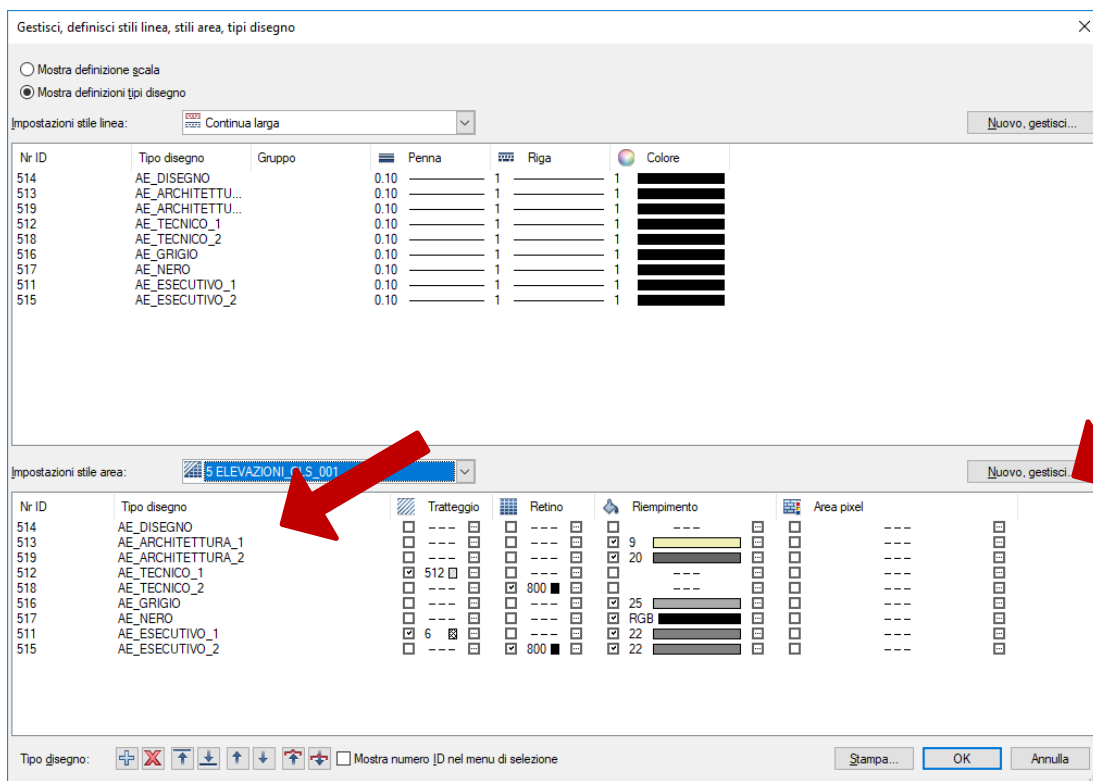 Gestisci, definisci stili linea, stili area, tipi disegno
Mostra definizione scala
Mostra definizioni tipi disegno
Impostazioni stile linea: Continua larga Nuovo, gestisci...
Nr ID Tipo disegno Gruppo Penna Riga Colore
514 AE_DISEGNO 0.10 1 1
513 AE_ARCHITETTU... 0.10 1 1
519 AE_ARCHITETTU... 0.10 1 1
512 AE_TECNICO_1 0.10 1 1
518 AE_TECNICO_2 0.10 1 1
516 AE_GRIGIO 0.10 1 1
517 AE_NERO 0.10 1 1
511 AE_ESECUTIVO_1 0.10 1 1
515 AE_ESECUTIVO_2 0.10 1 1
Impostazioni stile area: 5 ELEVAZIONI_CLS_001 Nuovo, gestisci...
Nr ID Tipo disegno Tratteggio Retino Riempimento Area pixel
514 AE_DISEGNO --- --- --- ---
513 AE_ARCHITETTURA_1 --- --- 9 ---
519 AE_ARCHITETTURA_2 --- --- 20 ---
512 AE_TECNICO_1 512 --- --- ---
518 AE_TECNICO_2 --- 800 --- ---
516 AE_GRIGIO --- --- 25 ---
517 AE_NERO --- --- RGB ---
511 AE_ESECUTIVO_1 6 --- 22 ---
515 AE_ESECUTIVO_2 --- 800 22 ---
Tipo disegno: Mostra numero ID nel menu di selezione Stampa... OK Annulla